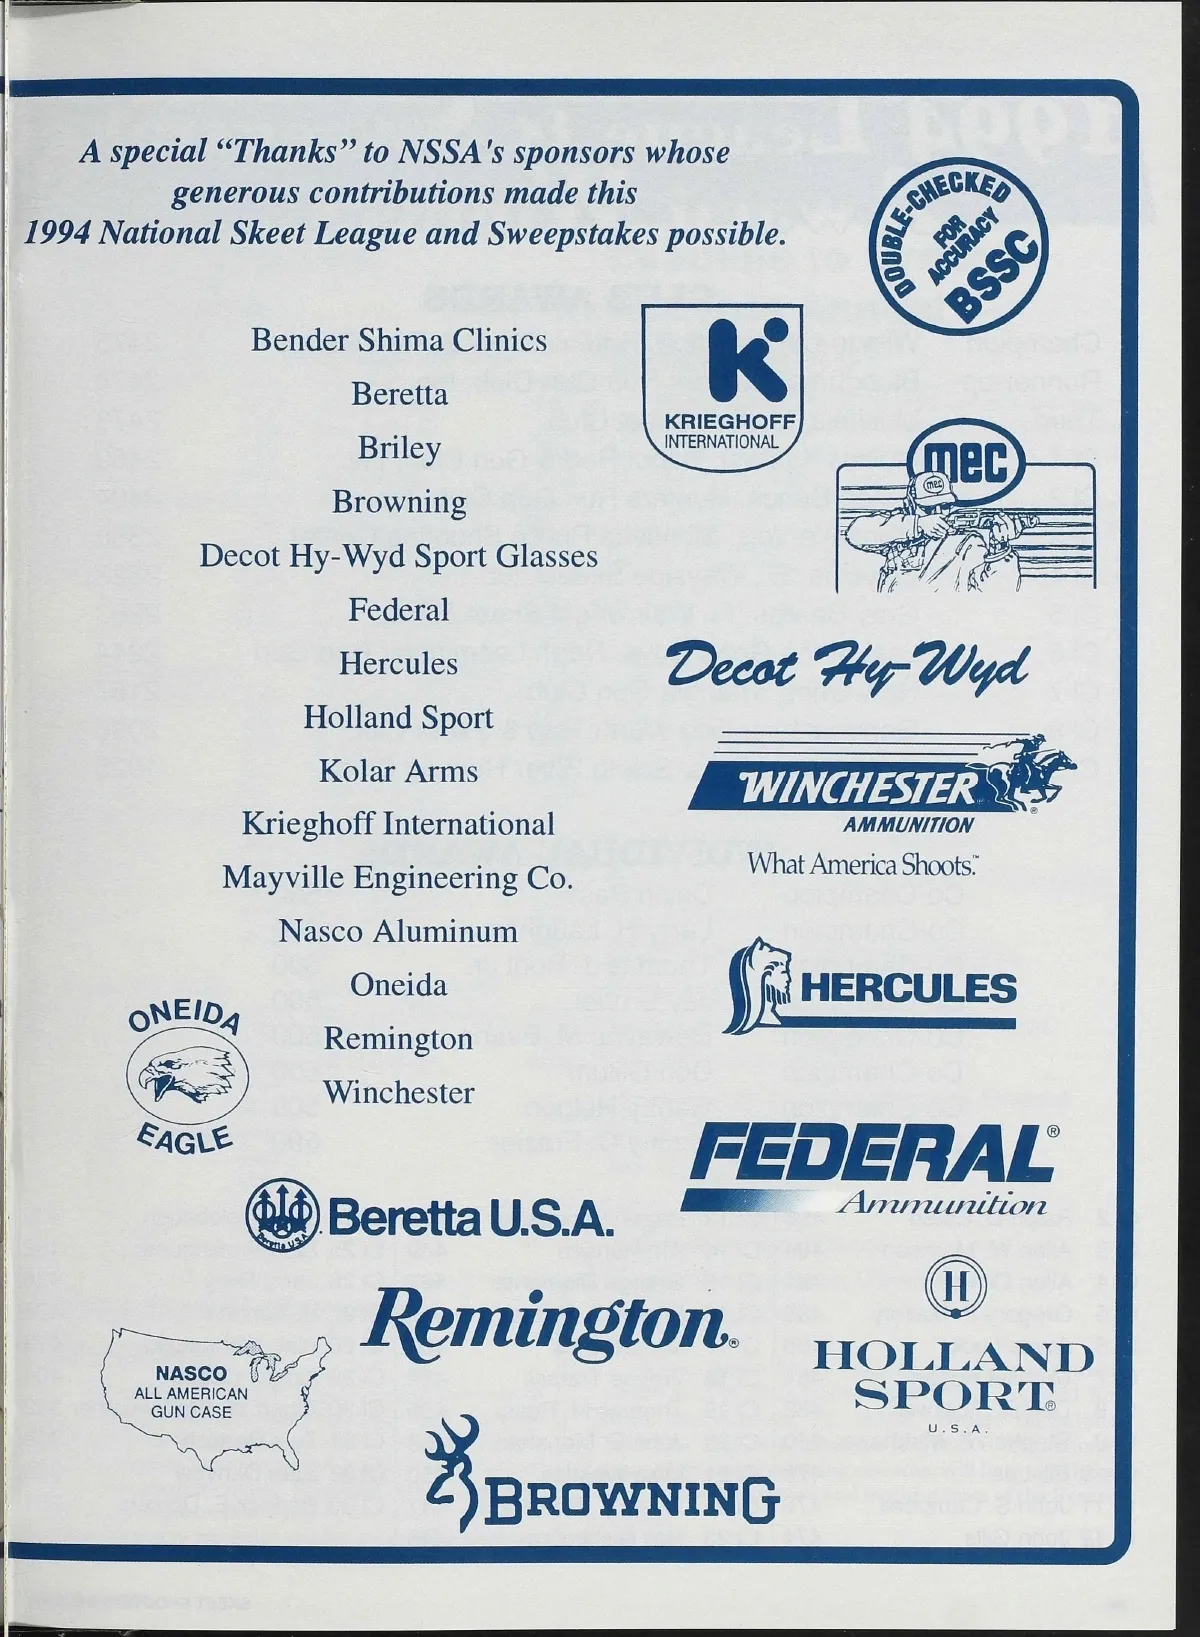 A special “Thanks” to NSSA's sponsors whose
generous contributions made this
1994 National Skeet League and Sweepstakes possible.
DOUBLE-CHECKED
FOR
ACCURACY
BSSC
Bender Shima Clinics
Beretta
Briley
Browning
Decot Hy-Wyd Sport Glasses
Federal
Hercules
Holland Sport
Kolar Arms
Krieghoff International
Mayville Engineering Co.
Nasco Aluminum
Oneida
Remington
Winchester
K
KRIEGHOFF
INTERNATIONAL
mec
mec
Decot Hy-Wyd
WINCHESTER®
AMMUNITION
What America Shoots.™
HERCULES
ONEIDA
EAGLE
FEDERAL®
Ammunition
Beretta U.S.A.
Beretta U.S.A.
Remington®
H
HOLLAND
SPORT®
U.S.A.
NASCO
ALL AMERICAN
GUN CASE
BROWNING